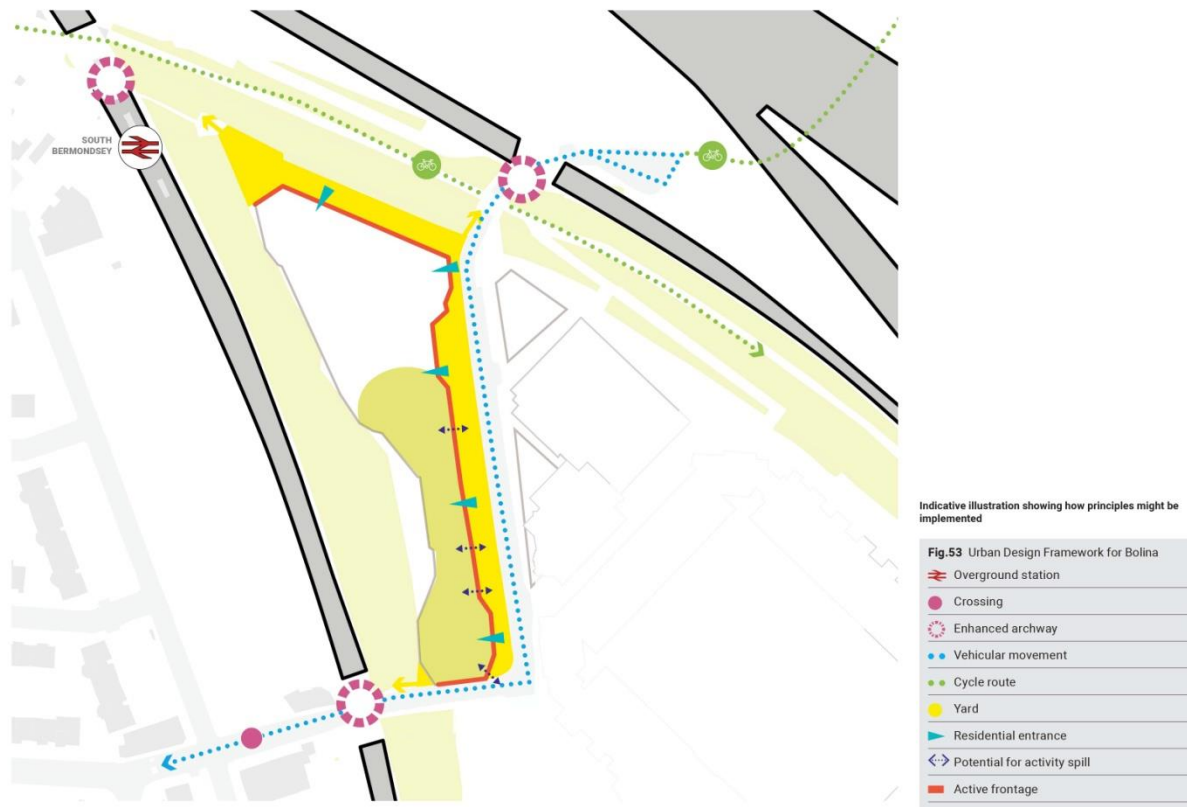 SOUTH
BERMONDSEY
Indicative illustration showing how principles might be
implemented
Fig.53 Urban Design Framework for Bolina
Overground station
Crossing
Enhanced archway
Vehicular movement
Cycle route
Yard
Residential entrance
Potential for activity spill
Active frontage